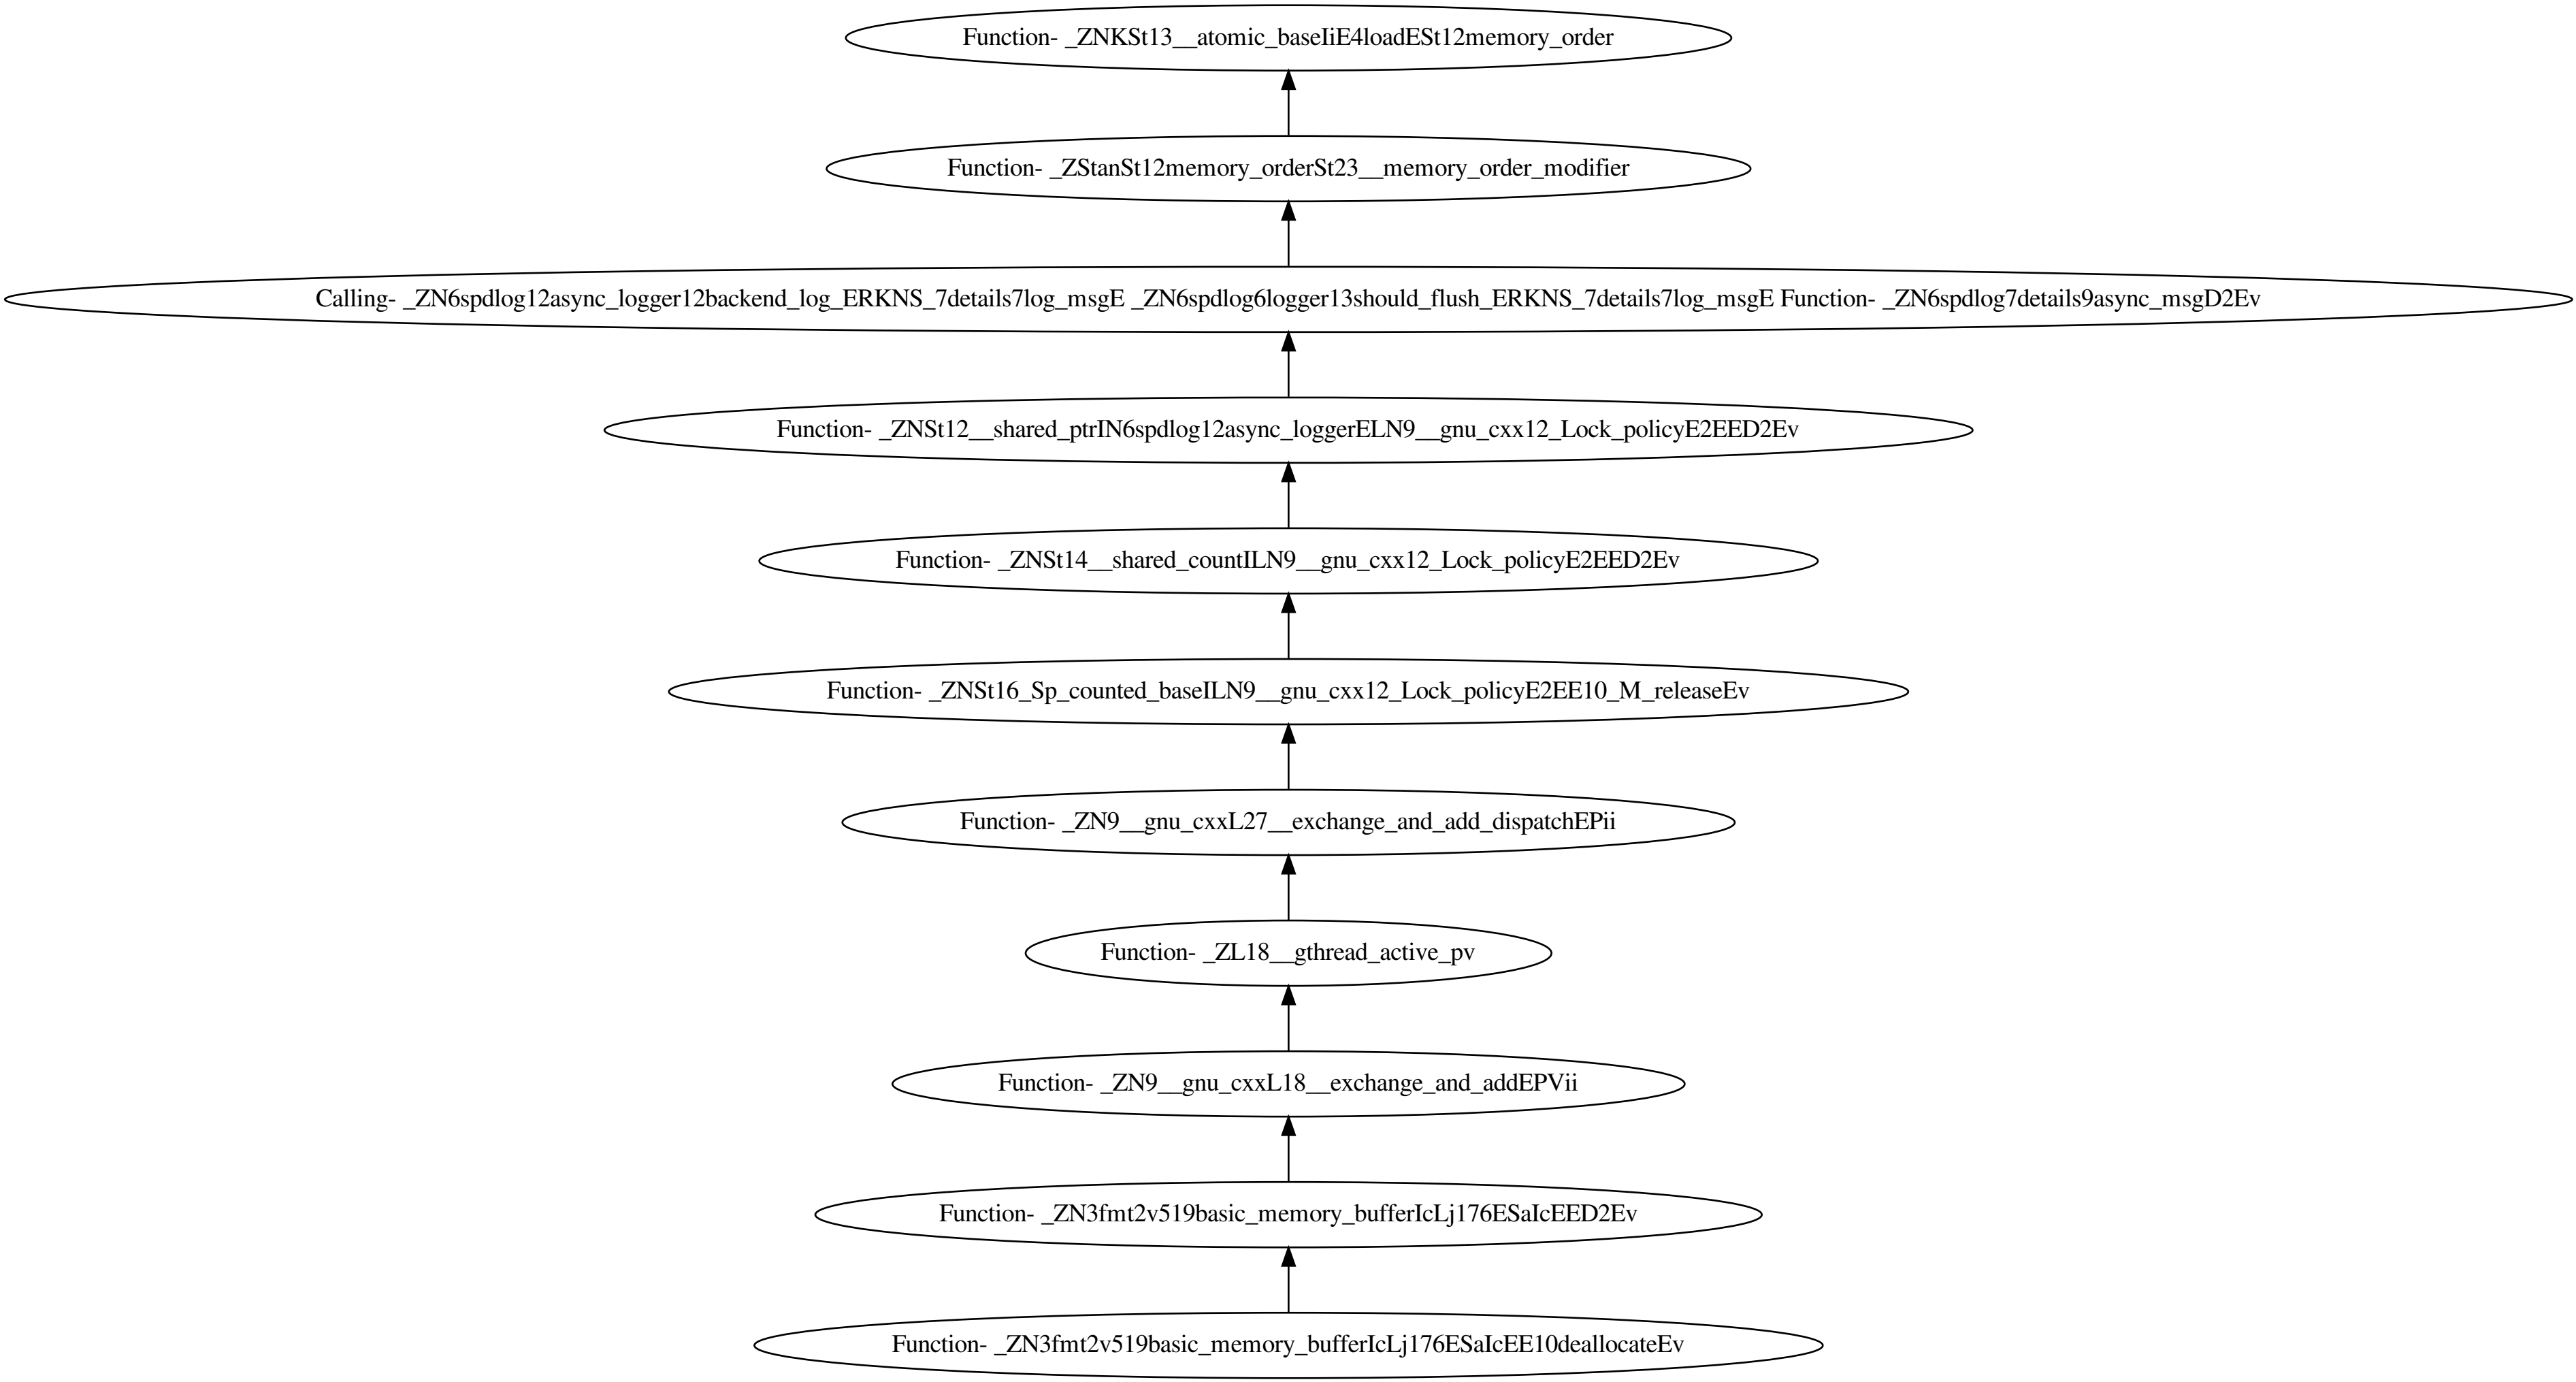 Function- _ZNKSt13__atomic_baseIiE4loadESt12memory_order
Function- _ZStanSt12memory_orderSt23__memory_order_modifier
Calling- _ZN6spdlog12async_logger12backend_log_ERKNS_7details7log_msgE _ZN6spdlog6logger13should_flush_ERKNS_7details7log_msgE Function- _ZN6spdlog7details9async_msgD2Ev
Function- _ZNSt12__shared_ptrIN6spdlog12async_loggerELN9__gnu_cxx12_Lock_policyE2EED2Ev
Function- _ZNSt14__shared_countILN9__gnu_cxx12_Lock_policyE2EED2Ev
Function- _ZNSt16_Sp_counted_baseILN9__gnu_cxx12_Lock_policyE2EE10_M_releaseEv
Function- _ZN9__gnu_cxxL27__exchange_and_add_dispatchEPii
Function- _ZL18__gthread_active_pv
Function- _ZN9__gnu_cxxL18__exchange_and_addEPVii
Function- _ZN3fmt2v519basic_memory_bufferIcLj176ESaIcEED2Ev
Function- _ZN3fmt2v519basic_memory_bufferIcLj176ESaIcEE10deallocateEv